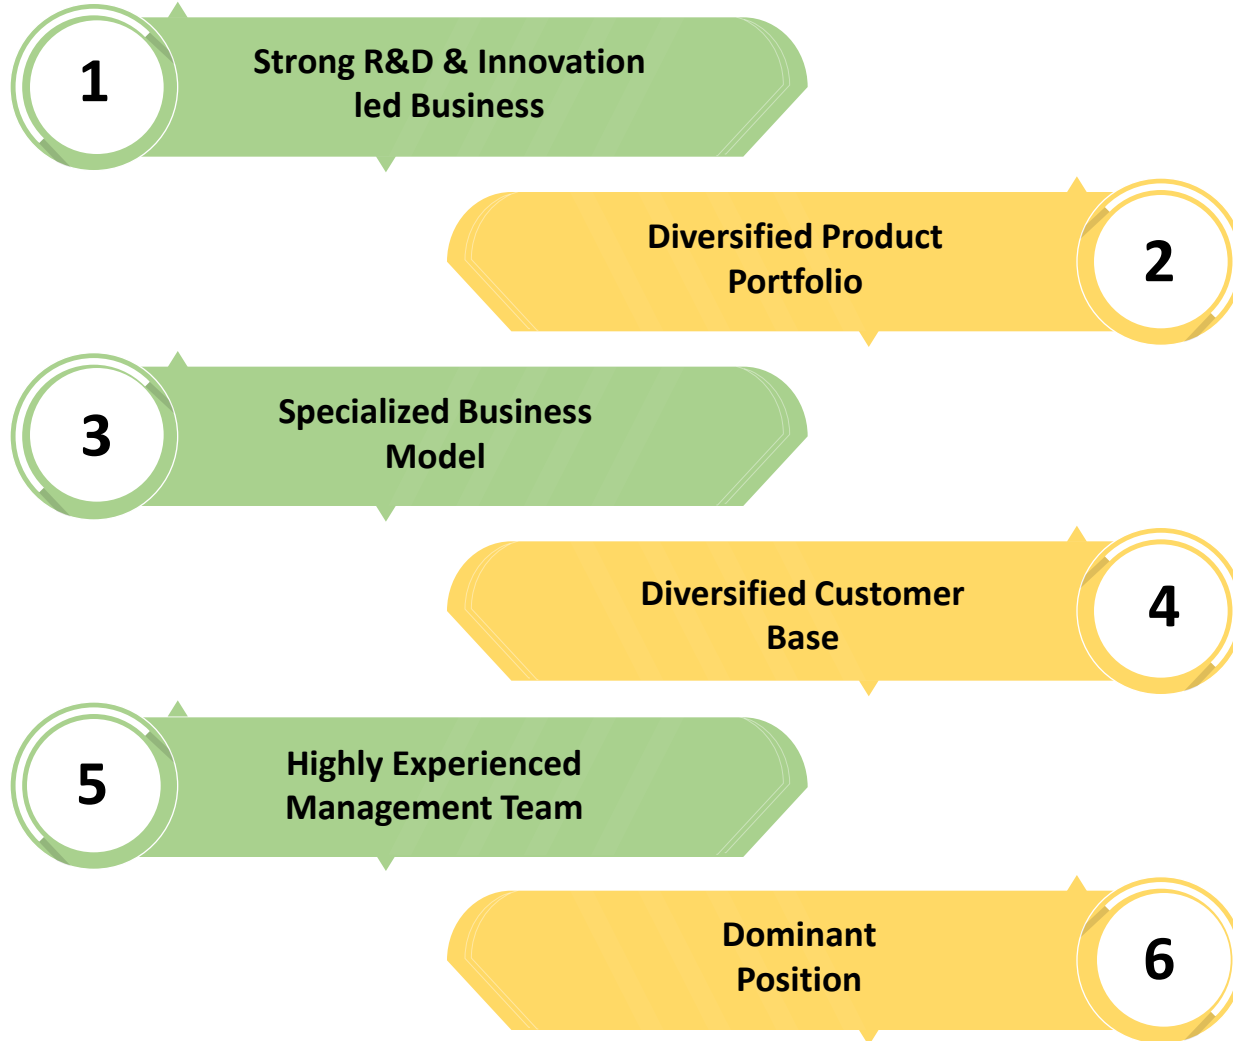 1
Strong R&D & Innovation
led Business
Diversified Product
Portfolio
2
3
Specialized Business
Model
Diversified Customer
Base
4
5
Highly Experienced
Management Team
Dominant
Position
6